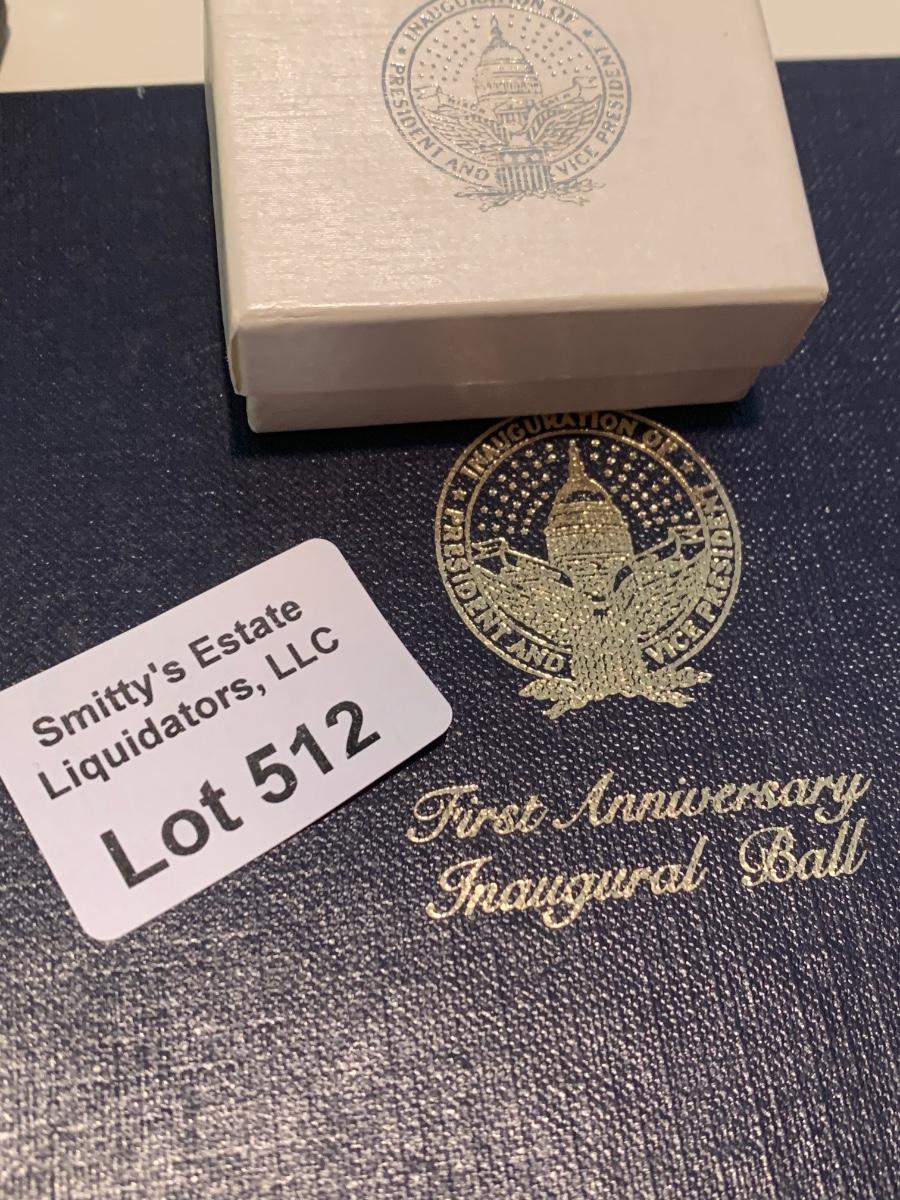 ★ INAUGURATION OF ★
PRESIDENT AND VICE PRESIDENT
INAUGURATION OF ★
★ PRESIDENT AND VICE PRESIDENT
Smitty's Estate
Liquidators, LLC
Lot 512
First Anniversary
Inaugural Ball